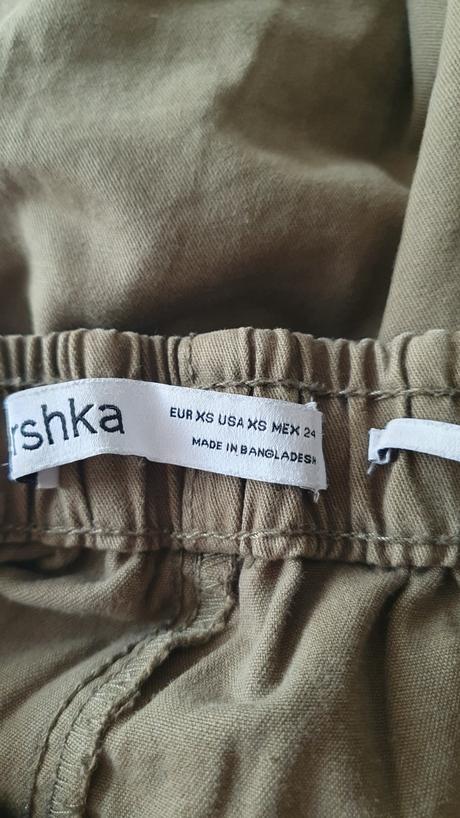 rshka
EUR XS USA XS MEX 24
MADE IN BANGLADESH